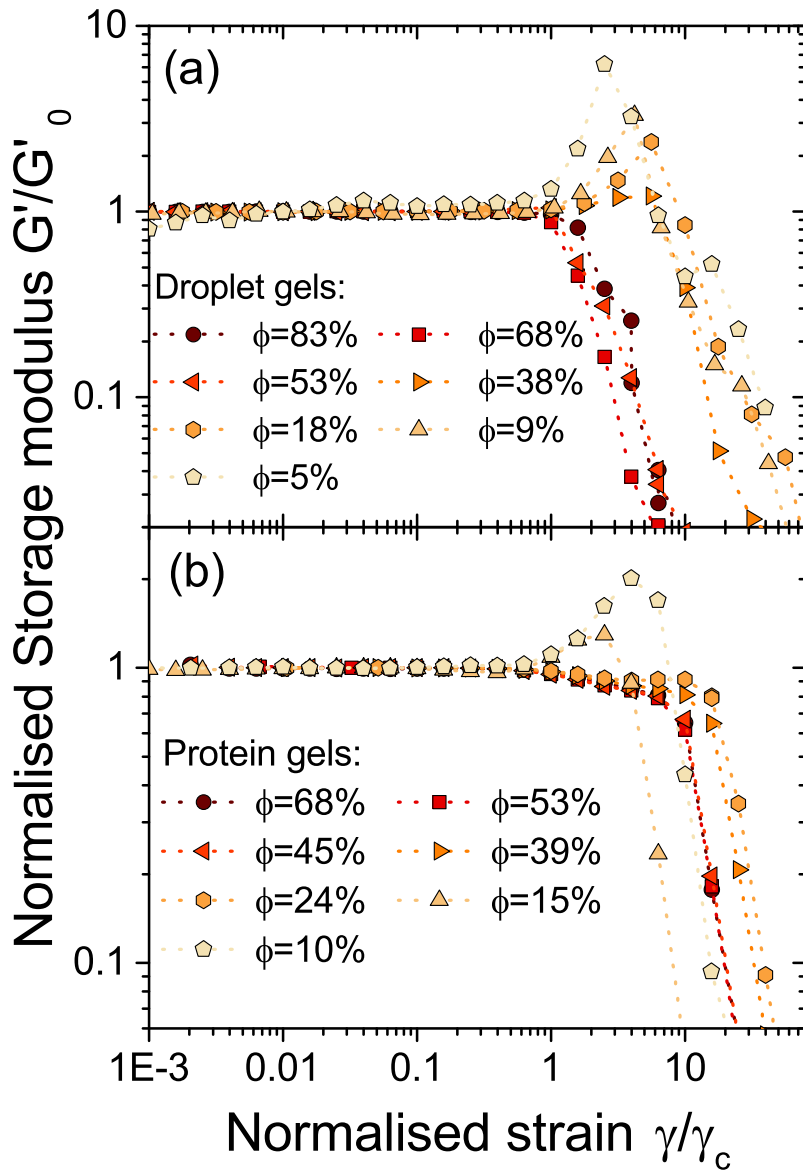 10
(a)
1
Droplet gels:
ϕ=83% ϕ=68%
ϕ=53% ϕ=38%
0.1
ϕ=18% ϕ=9%
ϕ=5%
(b)
1
Protein gels:
ϕ=68% ϕ=53%
ϕ=45% ϕ=39%
ϕ=24% ϕ=15%
ϕ=10%
0.1
1E-3 0.01 0.1 1 10
Normalised strain γ/γc
Normalised Storage modulus G'/G'0